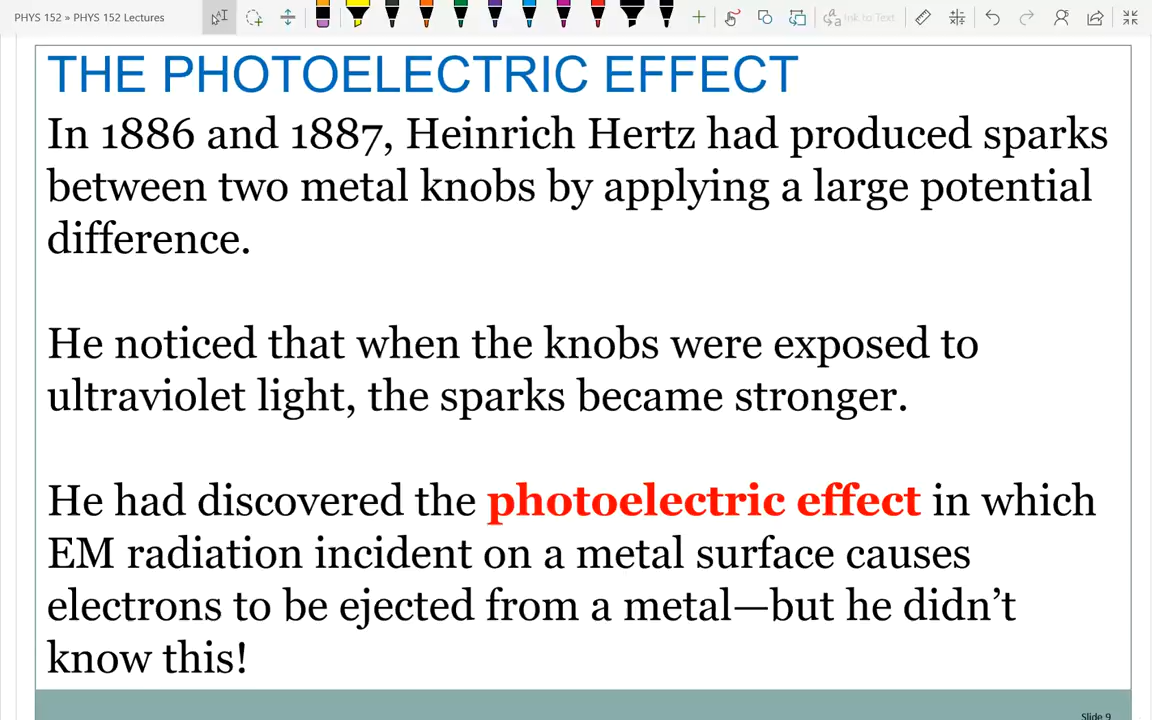 PHYS 152 » PHYS 152 Lectures
Ink to Text
THE PHOTOELECTRIC EFFECT
In 1886 and 1887, Heinrich Hertz had produced sparks
between two metal knobs by applying a large potential
difference.
He noticed that when the knobs were exposed to
ultraviolet light, the sparks became stronger.
He had discovered the photoelectric effect in which
EM radiation incident on a metal surface causes
electrons to be ejected from a metal—but he didn’t
know this!
Slide 9